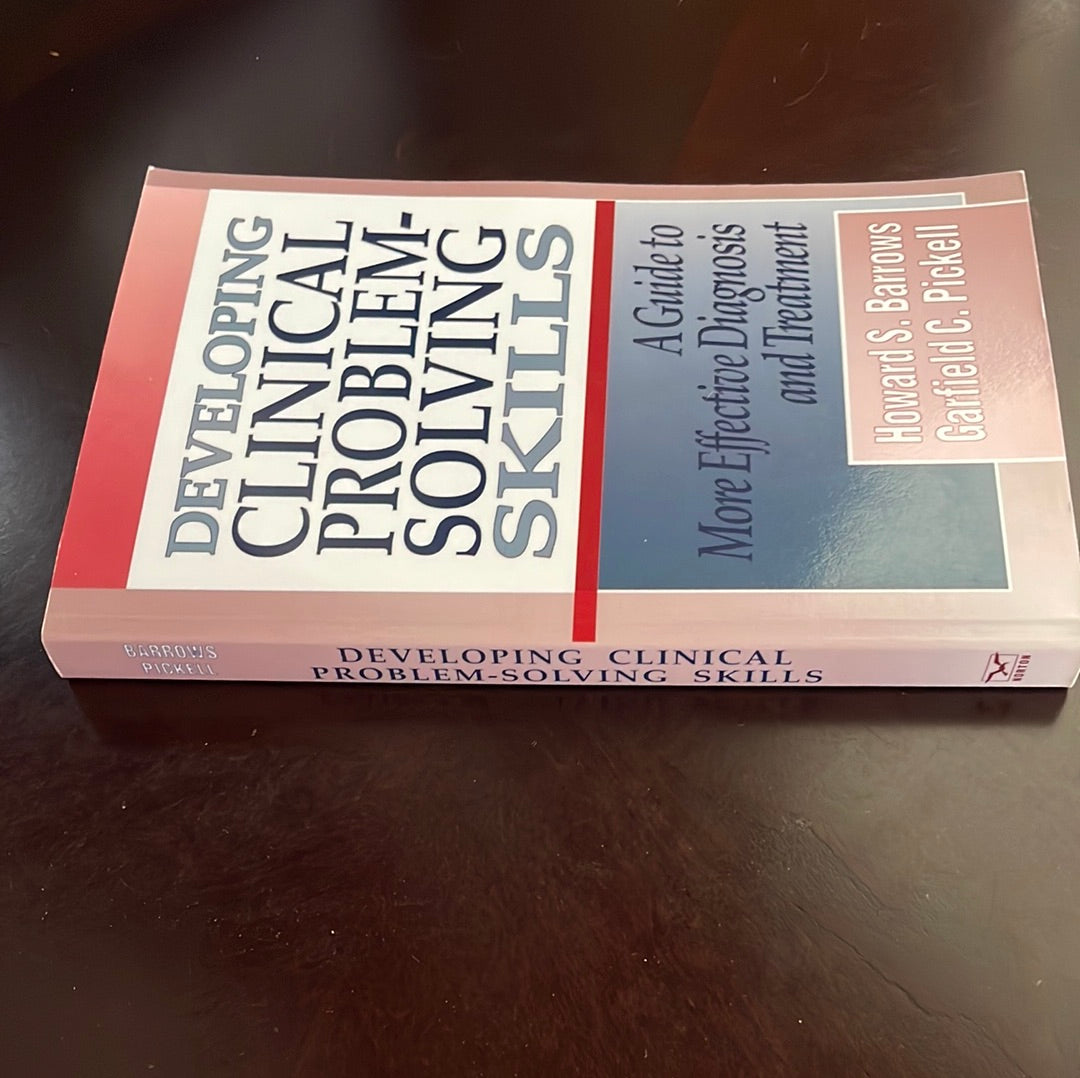 DEVELOPING
CLINICAL
PROBLEM-
SOLVING
SKILLS
A Guide to
More Effective Diagnosis
and Treatment
Howard S. Barrows
Garfield C. Pickell
BARROWS
PICKELL
DEVELOPING CLINICAL
PROBLEM-SOLVING SKILLS
NORTON